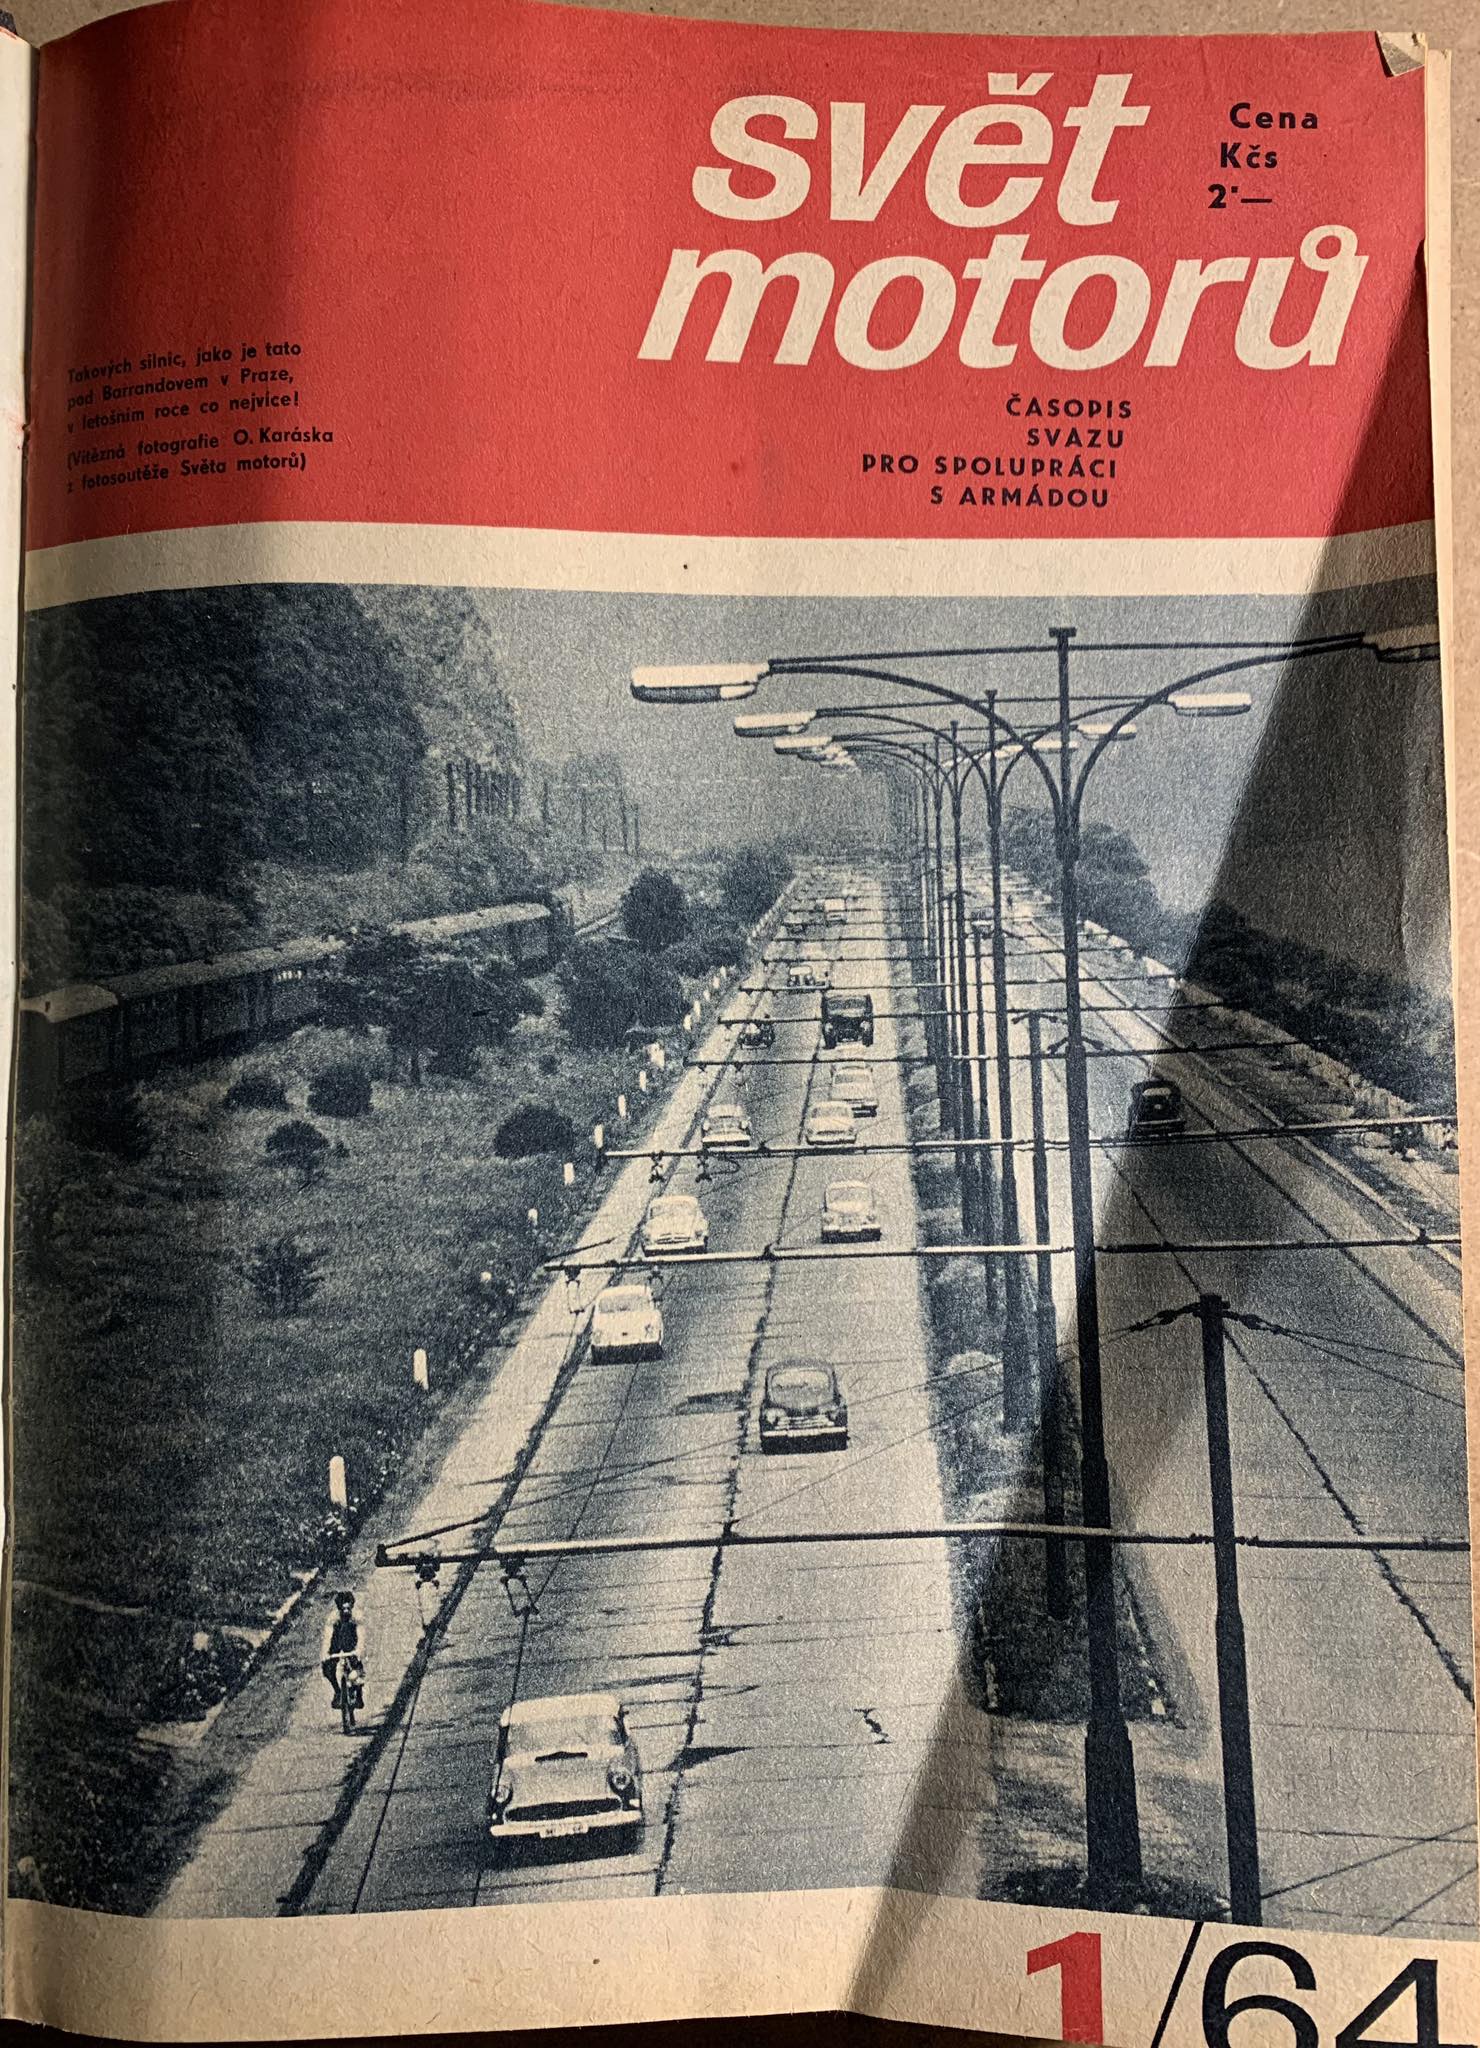 svět
motorů
Cena
Kčs
2·—
Takových silnic, jako je tato
pod Barrandovem v Praze,
v letošním roce co nejvíce!
(Vítězná fotografie O. Karáska
z fotosoutěže Světa motorů)
ČASOPIS
SVAZU
PRO SPOLUPRÁCI
S ARMÁDOU
1/64